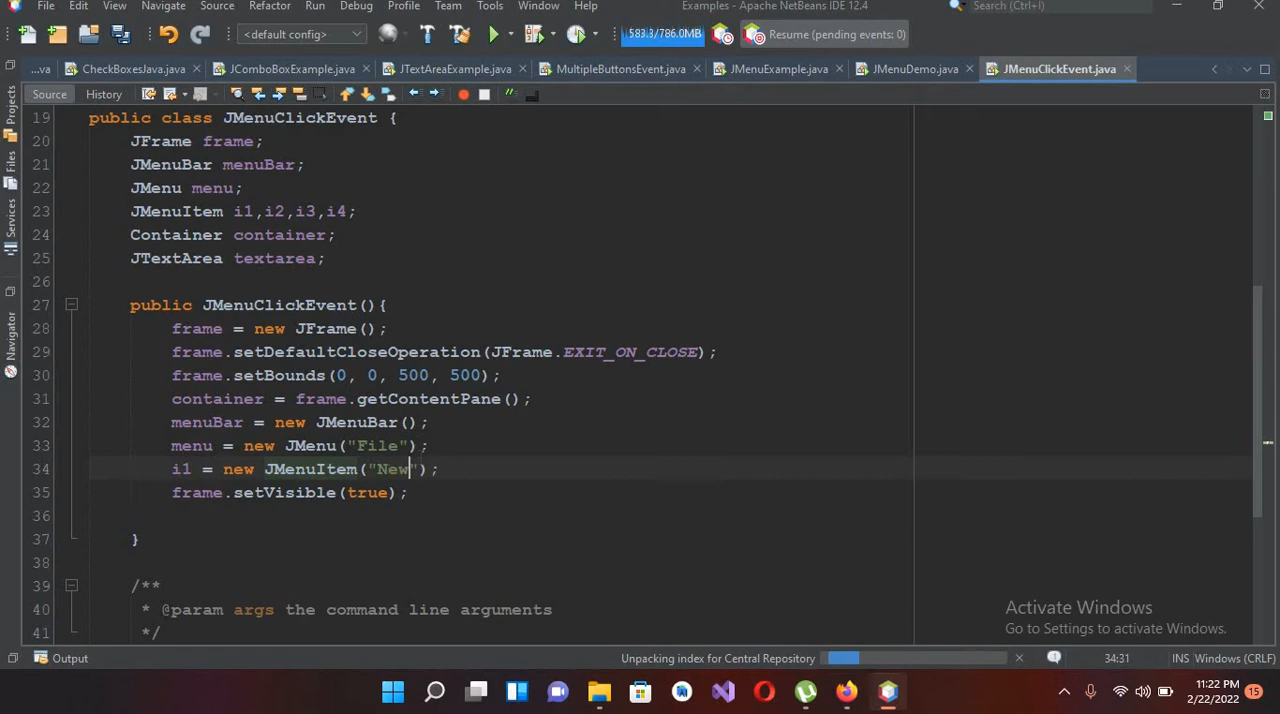 File Edit View Navigate Source Refactor Run Debug Profile Team Tools Window Help Examples - Apache NetBeans IDE 12.4 Search (Ctrl+I)
<default config> 583.3/786.0MB Resume (pending events: 0)
...va CheckBoxesJava.java JComboBoxExample.java JTextAreaExample.java MultipleButtonsEvent.java JMenuExample.java JMenuDemo.java JMenuClickEvent.java
Source History
Projects
Files
Services
Navigator
19 public class JMenuClickEvent {
20 JFrame frame;
21 JMenuBar menuBar;
22 JMenu menu;
23 JMenuItem i1,i2,i3,i4;
24 Container container;
25 JTextArea textarea;
26
27 public JMenuClickEvent(){
28 frame = new JFrame();
29 frame.setDefaultCloseOperation(JFrame.EXIT_ON_CLOSE);
30 frame.setBounds(0, 0, 500, 500);
31 container = frame.getContentPane();
32 menuBar = new JMenuBar();
33 menu = new JMenu("File");
34 i1 = new JMenuItem("New");
35 frame.setVisible(true);
36
37 }
38
39 /**
40 * @param args the command line arguments
41 */
Activate Windows
Go to Settings to activate Windows.
Output Unpacking index for Central Repository 34:31 INS Windows (CRLF)
11:22 PM
2/22/2022 15